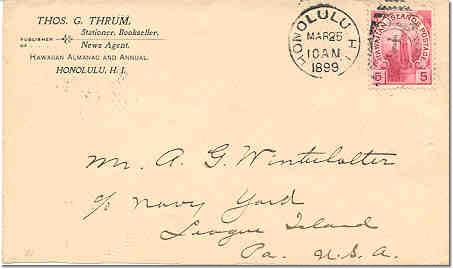 THOS. G. THRUM,
Stationer, Bookseller,
PUBLISHER OF
News Agent.
HAWAIIAN ALMANAC AND ANNUAL.
HONOLULU, H. I.
HONOLULU H.I.
MAR 25
10 AM
1899
HAWAIIAN ISLANDS POSTAGE
5 5
Mr. A. G. Winterhalter
c/o Navy Yard
League Island
Pa. U.S.A.